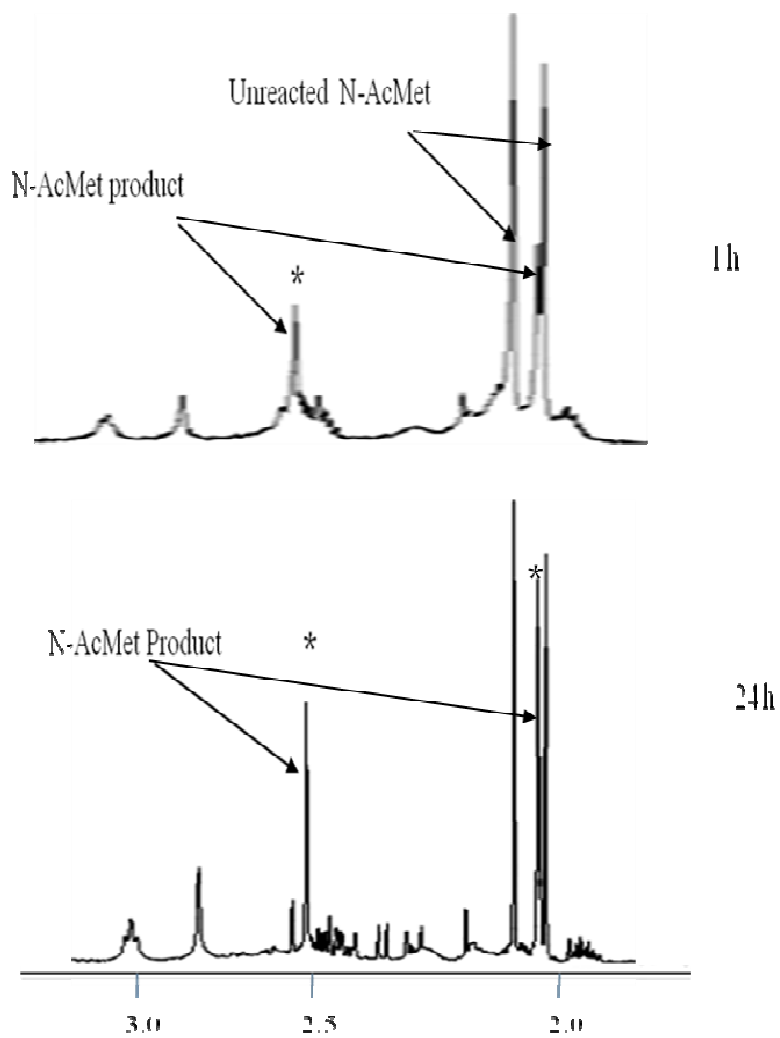 Unreacted N-AcMet
N-AcMet product
*
1h
*
N-AcMet Product
*
24h
3.0
2.5
2.0